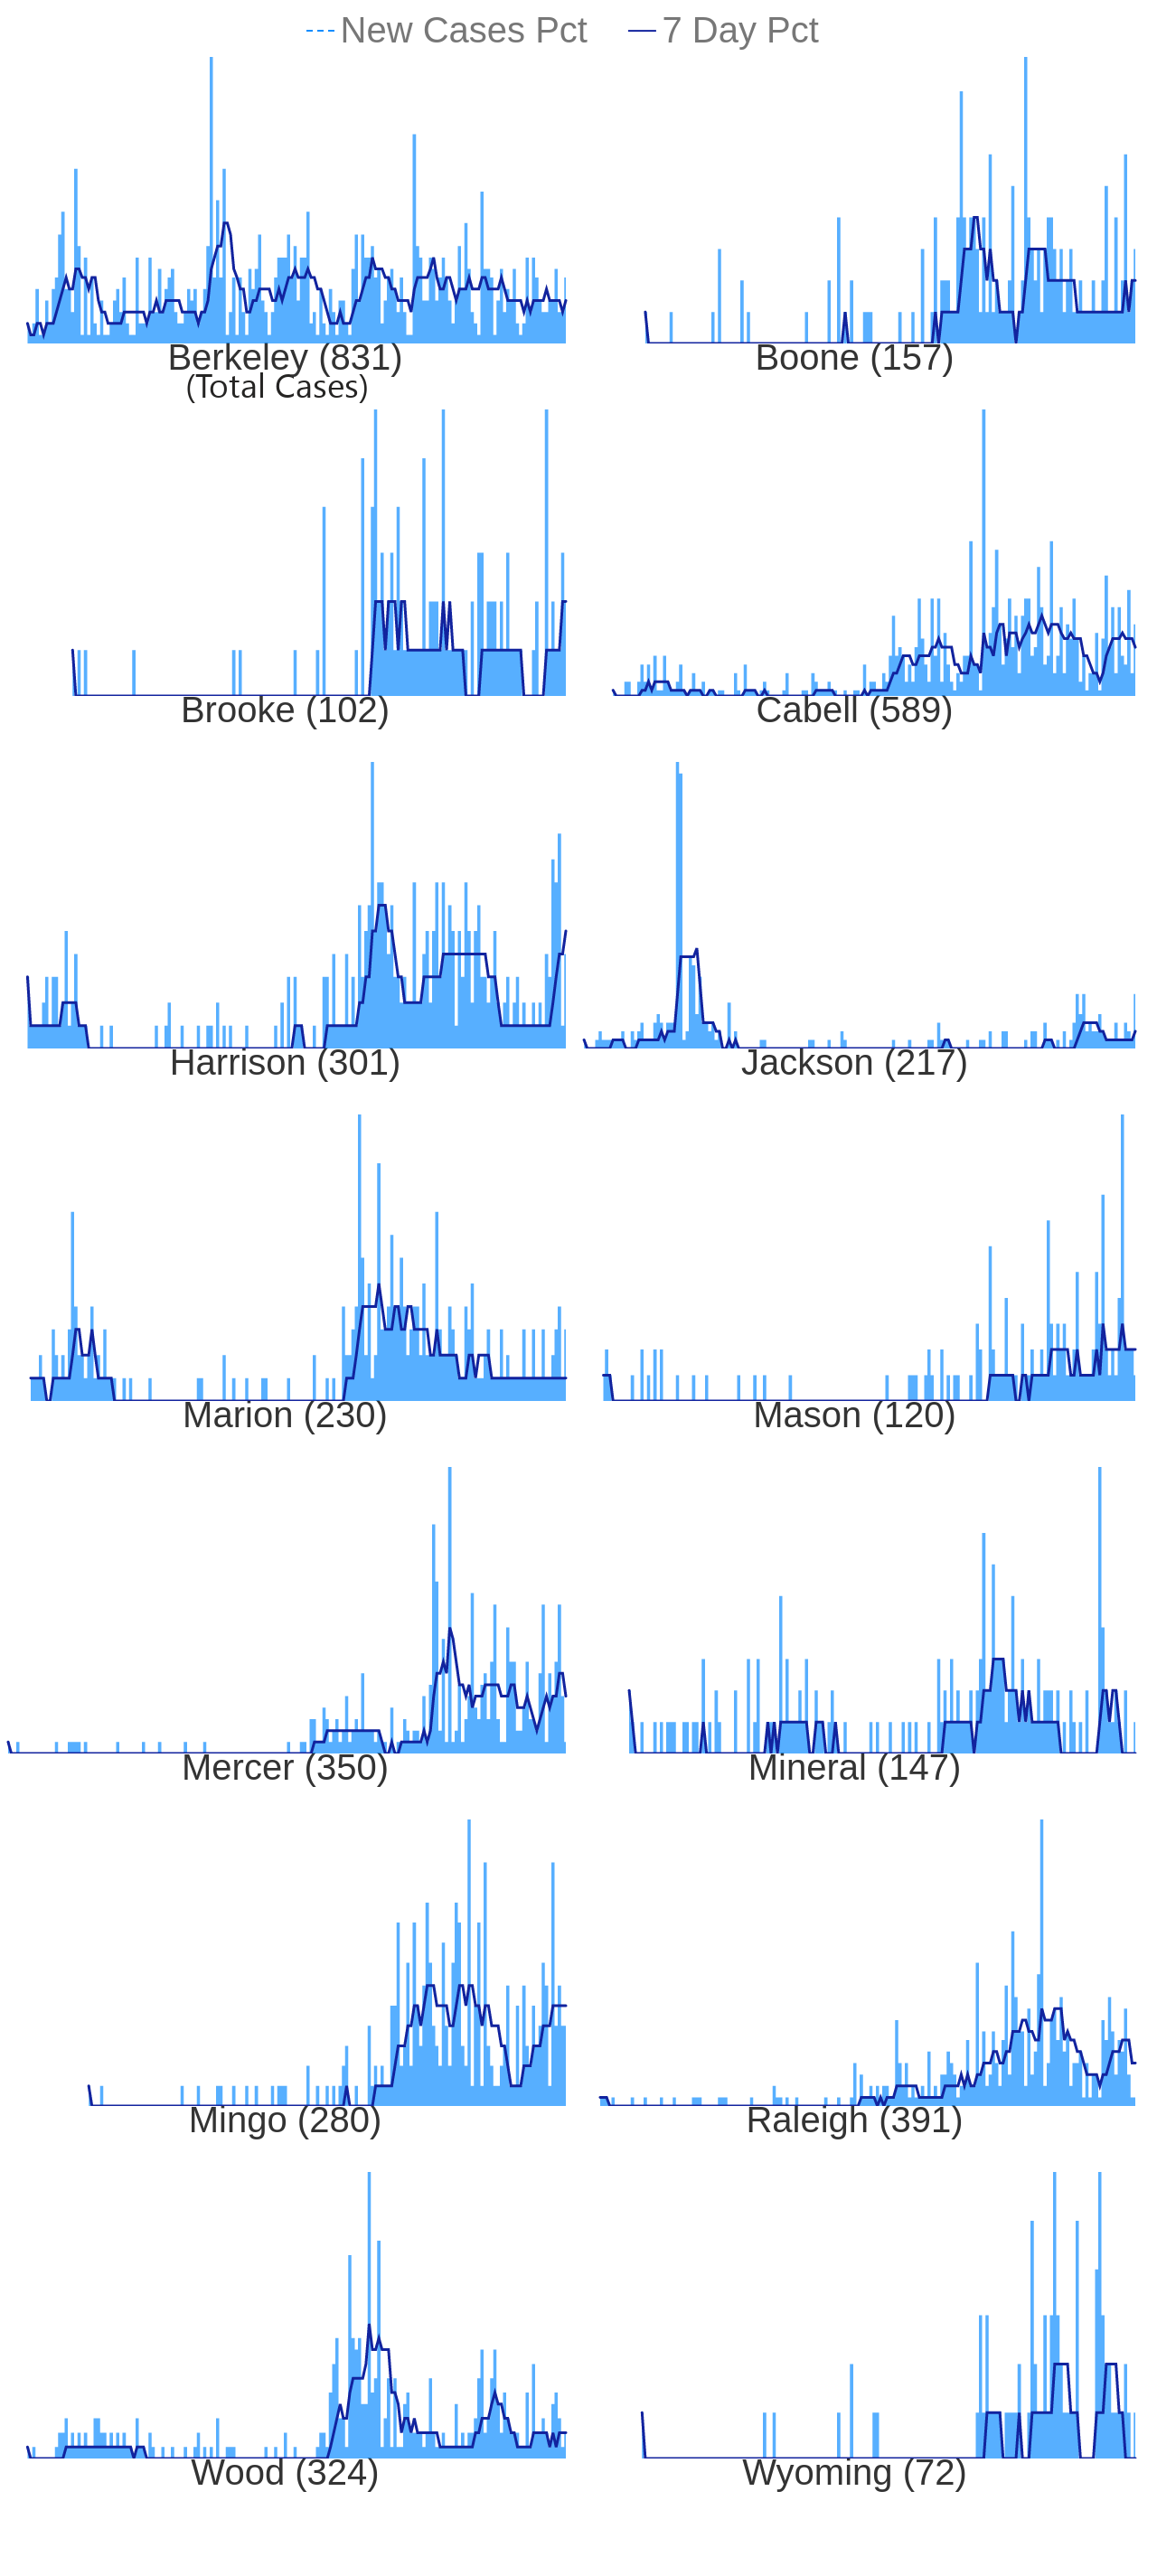 New Cases Pct 7 Day Pct
Berkeley (831) Boone (157)
(Total Cases)
Brooke (102) Cabell (589)
Harrison (301) Jackson (217)
Marion (230) Mason (120)
Mercer (350) Mineral (147)
Mingo (280) Raleigh (391)
Wood (324) Wyoming (72)